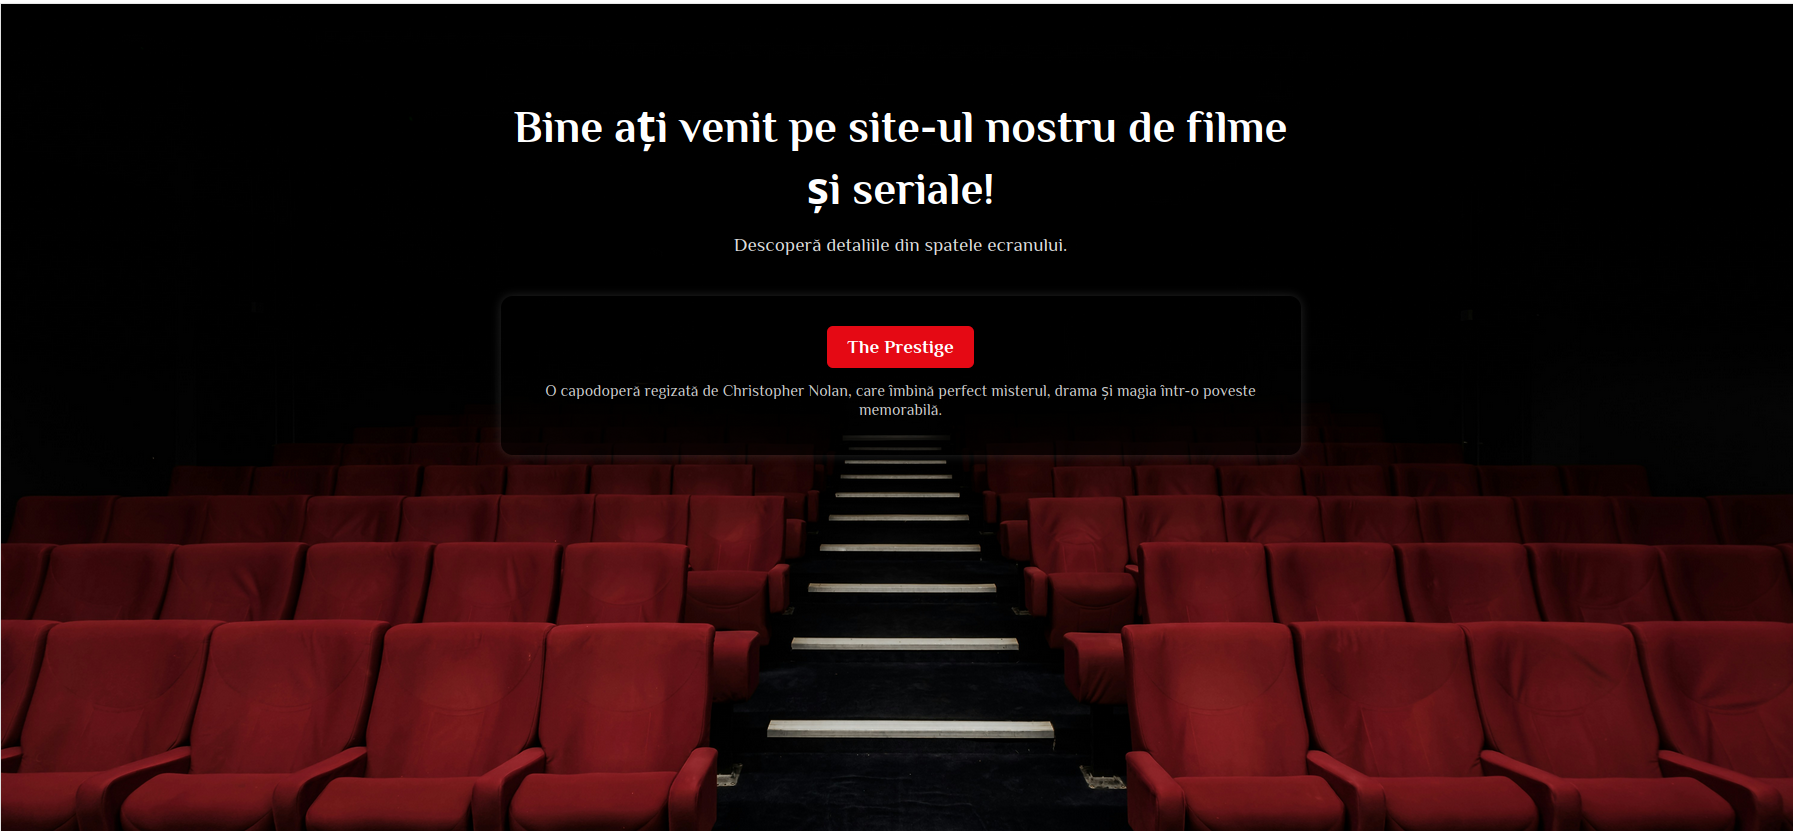 Bine ați venit pe site-ul nostru de filme
și seriale!
Descoperă detaliile din spatele ecranului.
The Prestige
O capodoperă regizată de Christopher Nolan, care îmbină perfect misterul, drama și magia într-o poveste
memorabilă.